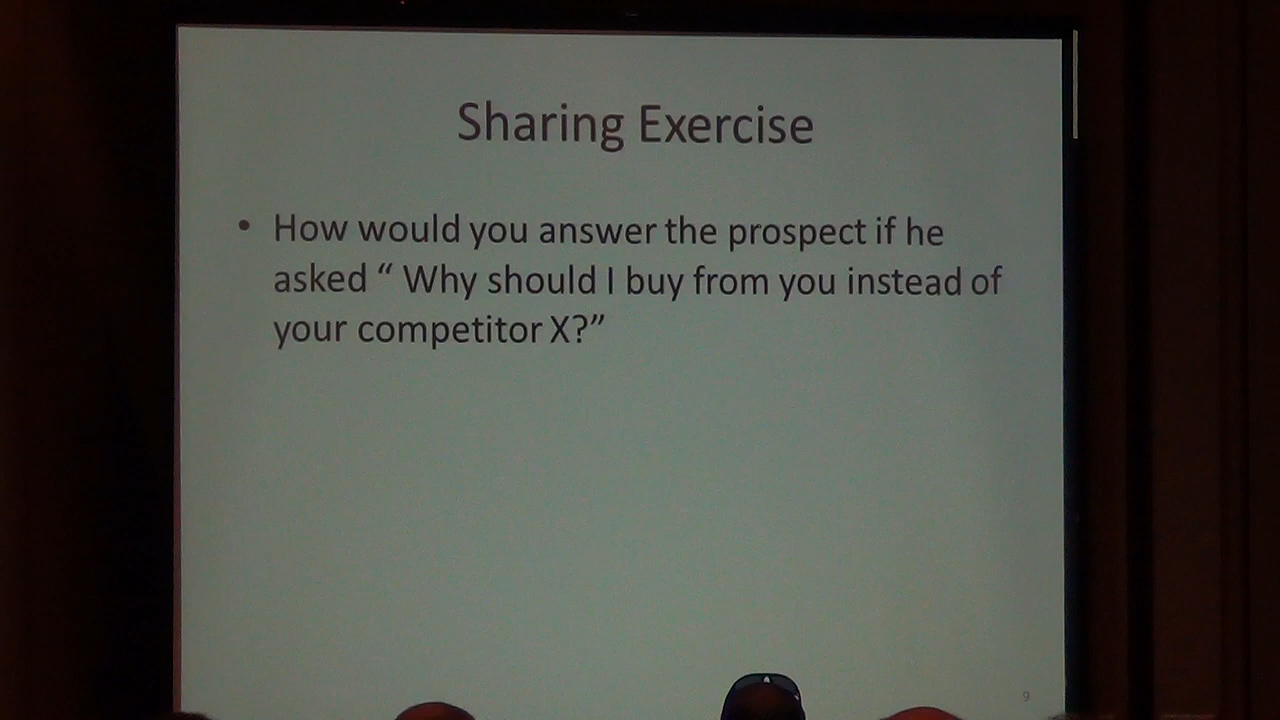 Sharing Exercise
• How would you answer the prospect if he
asked “ Why should I buy from you instead of
your competitor X?”
9